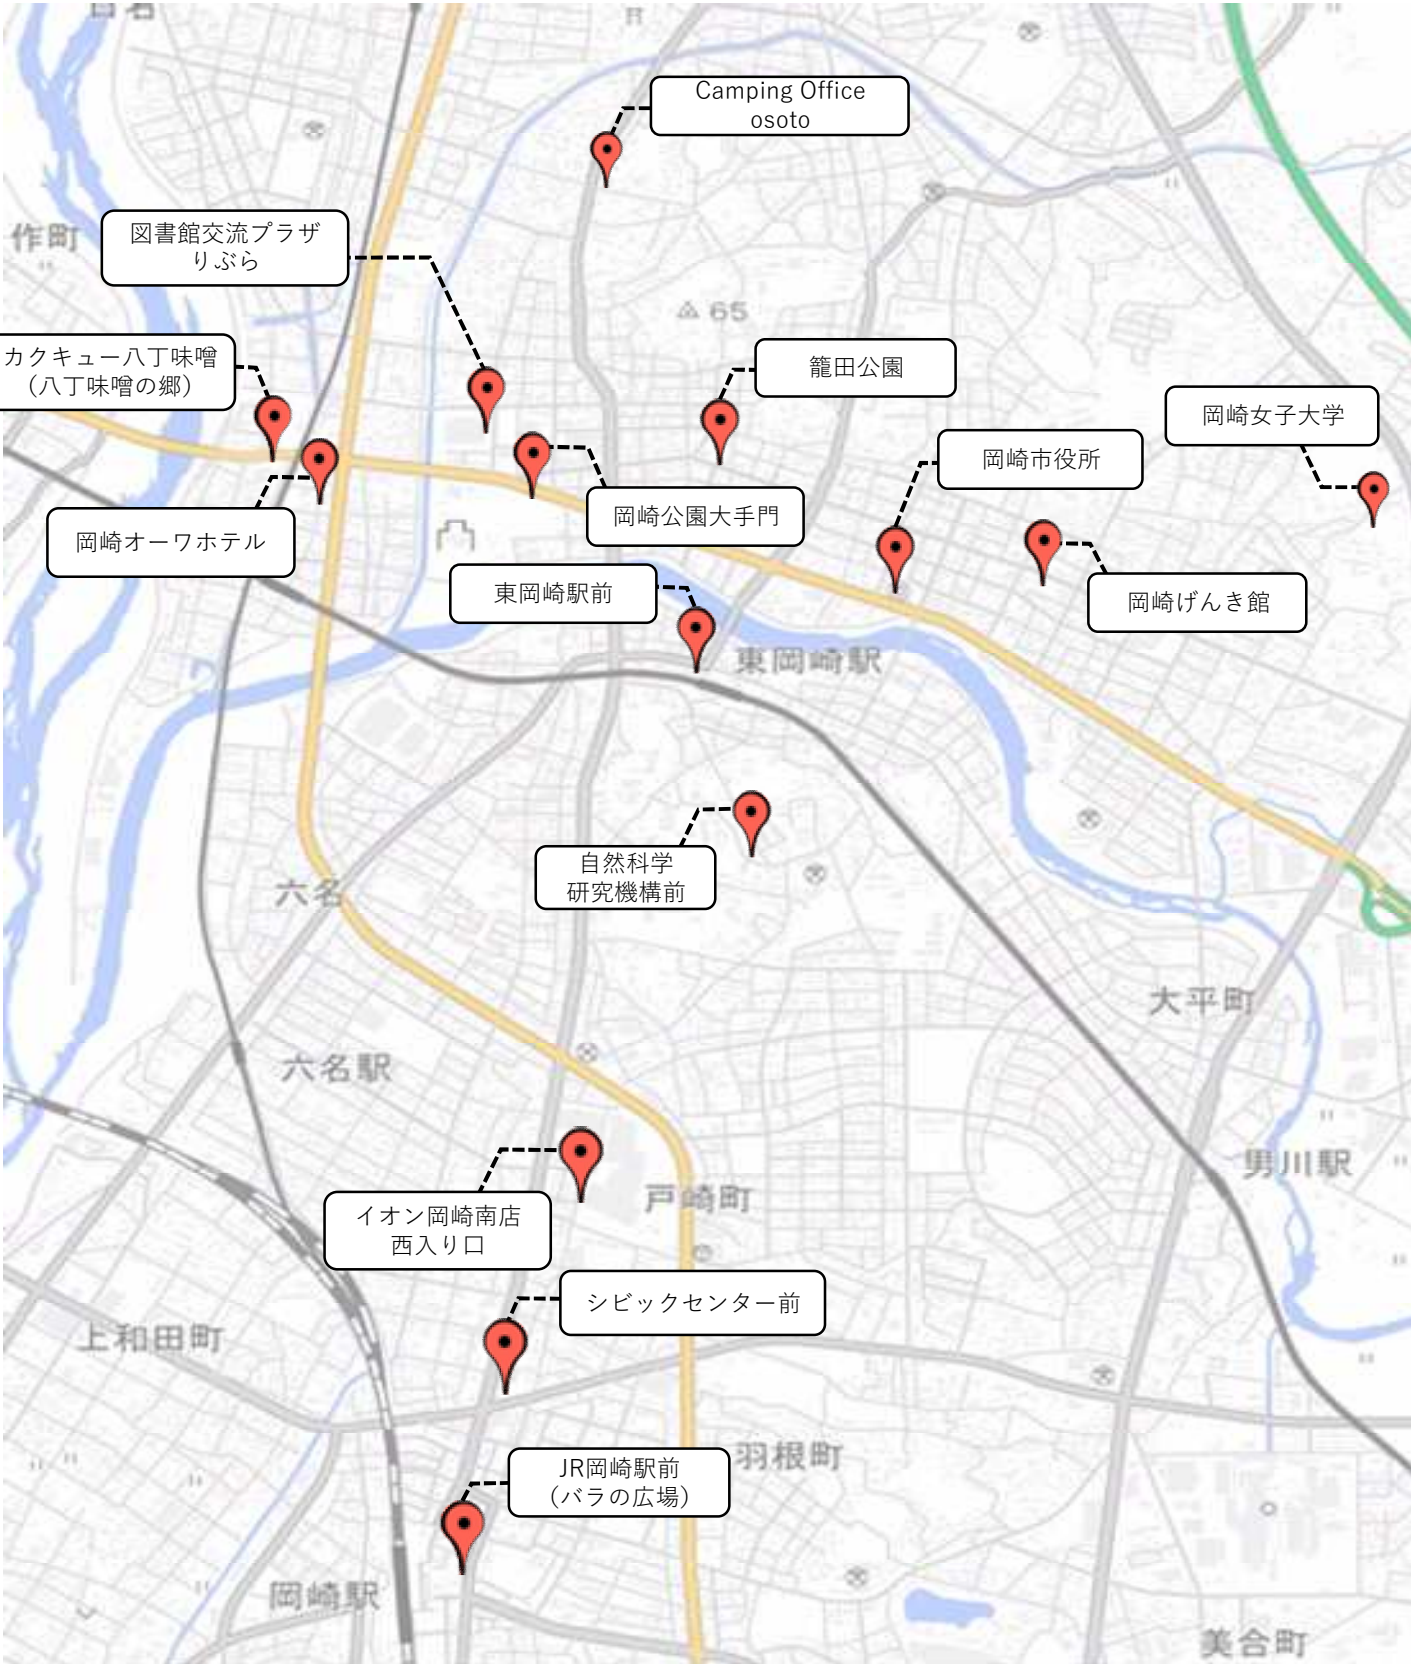 Camping Office
osoto
図書館交流プラザ
りぶら
作町
65
カクキュー八丁味噌
（八丁味噌の郷）
籠田公園
岡崎女子大学
岡崎市役所
岡崎公園大手門
岡崎オーワホテル
東岡崎駅前
岡崎げんき館
東岡崎駅
自然科学
研究機構前
六名
大平町
六名駅
男川駅
戸崎町
イオン岡崎南店
西入り口
シビックセンター前
上和田町
羽根町
JR岡崎駅前
（バラの広場）
岡崎駅
美合町